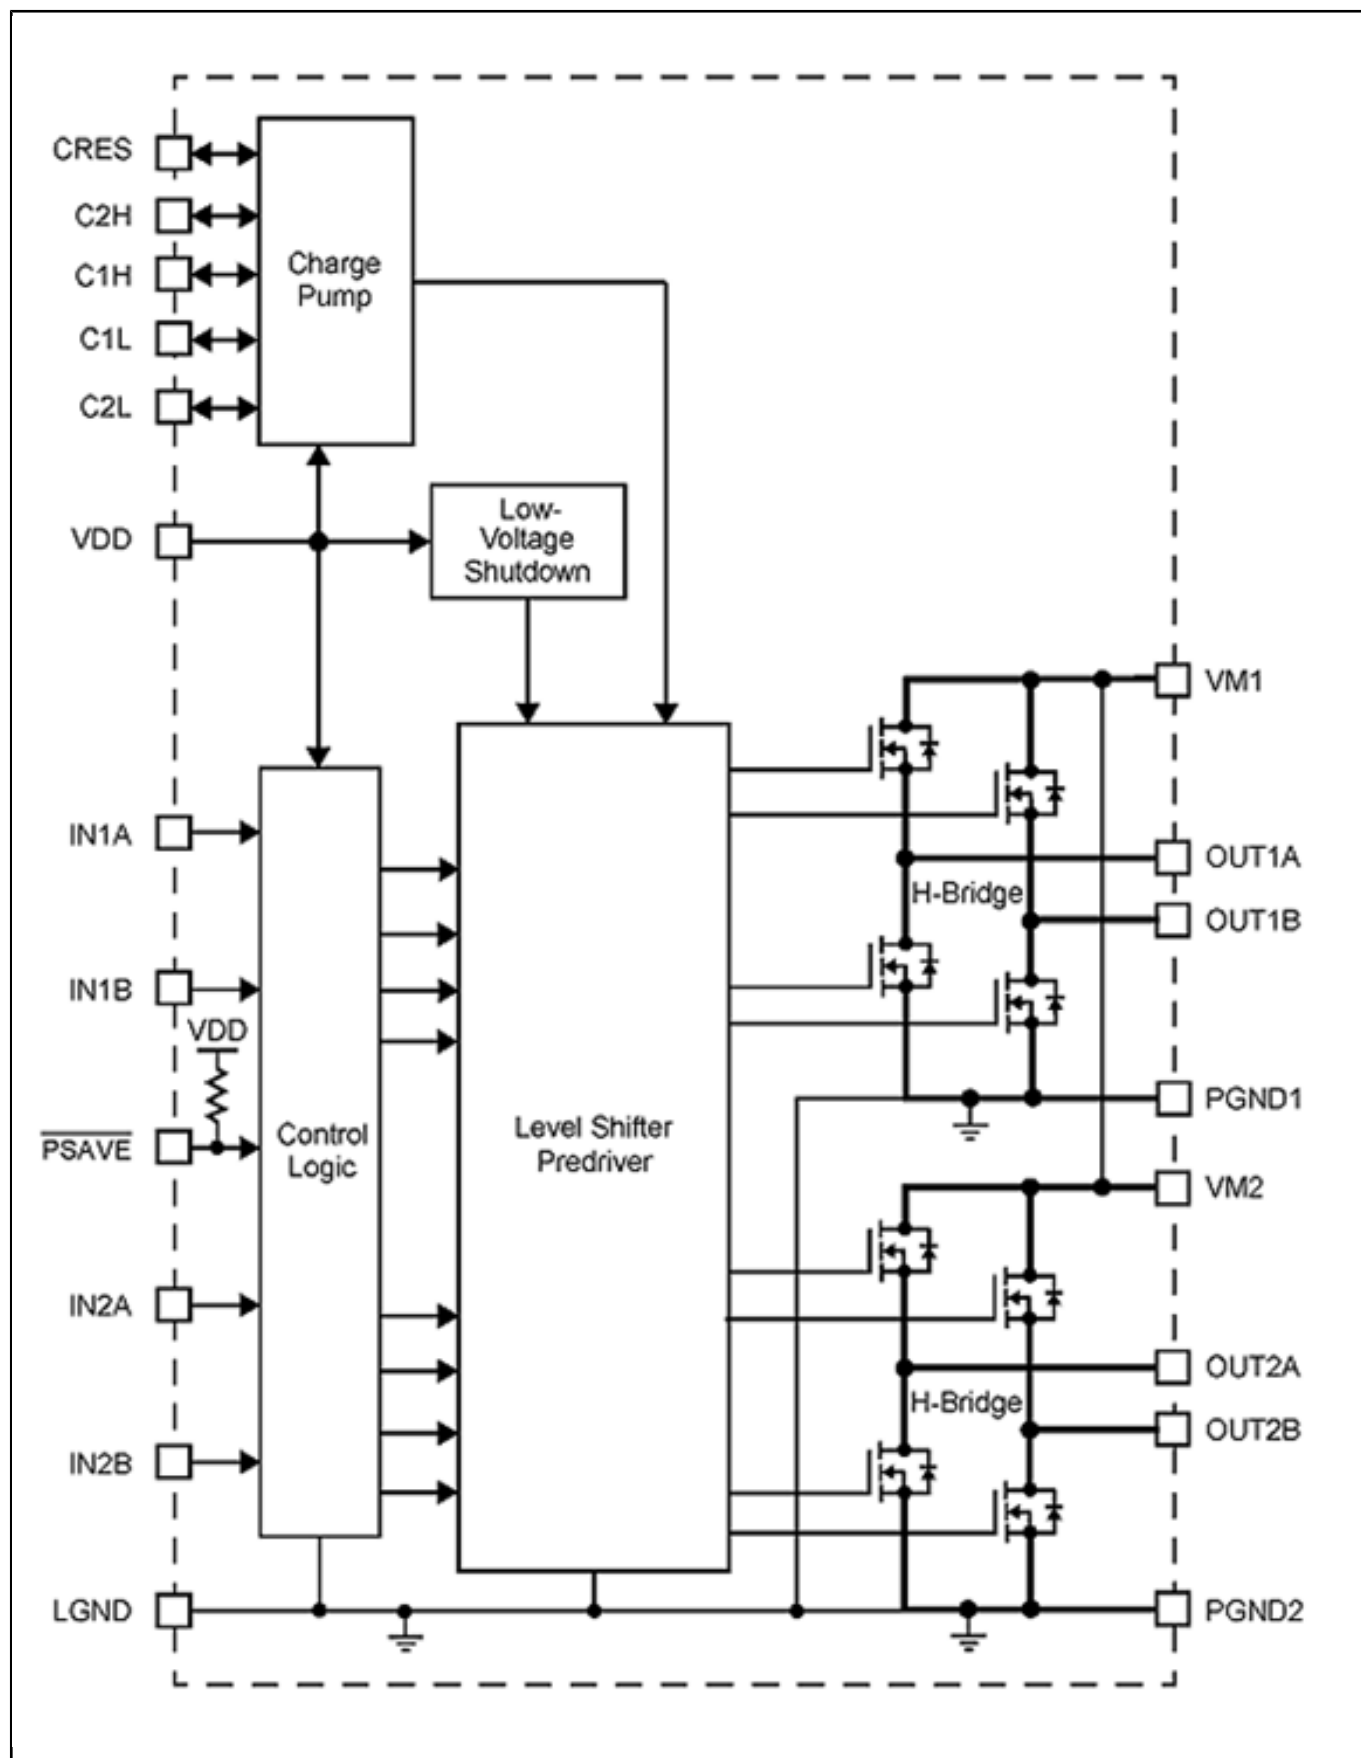 CRES
C2H
C1H
C1L
C2L
Charge
Pump
VDD
Low-
Voltage
Shutdown
VM1
IN1A
OUT1A
H-Bridge
OUT1B
IN1B
VDD
PSAVE
Control
Logic
Level Shifter
Predriver
PGND1
VM2
IN2A
OUT2A
H-Bridge
OUT2B
IN2B
LGND
PGND2